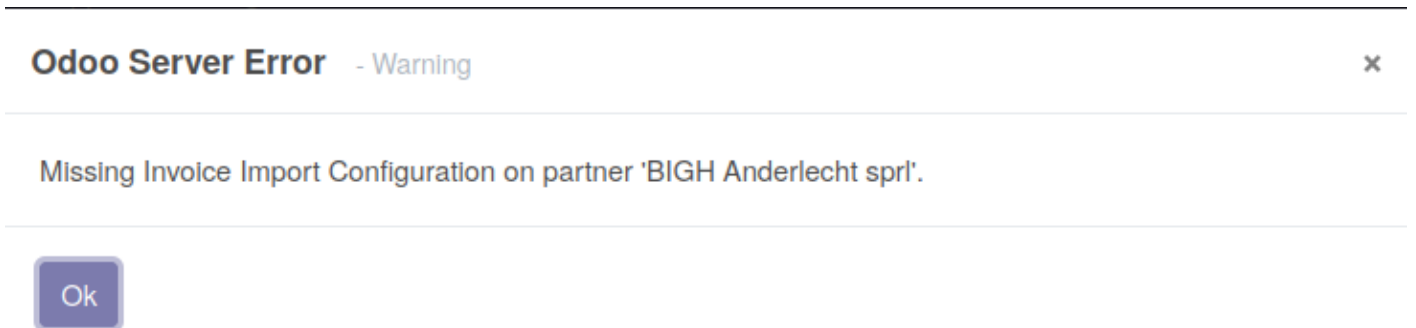 Odoo Server Error - Warning ×
Missing Invoice Import Configuration on partner 'BIGH Anderlecht sprl'.
Ok